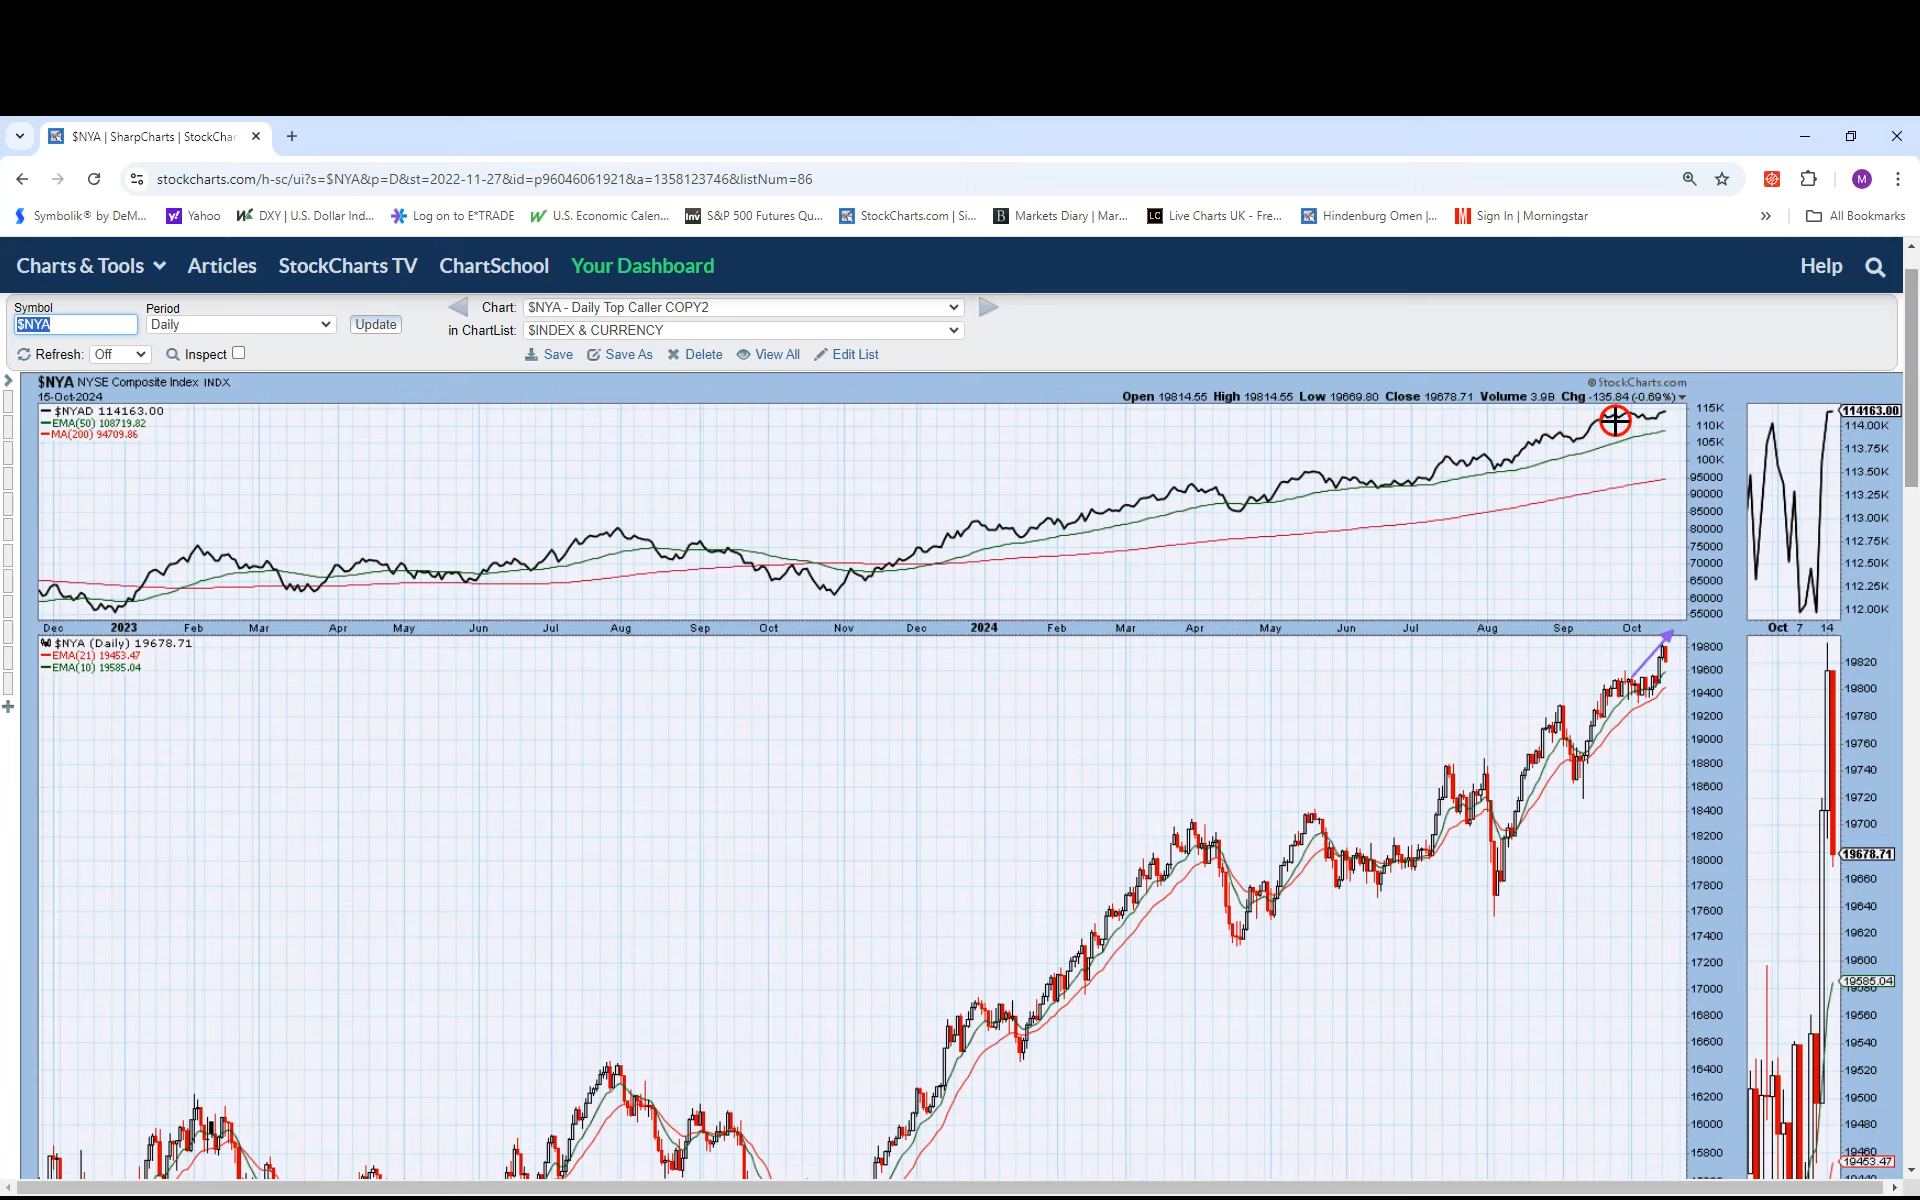 $NYA | SharpCharts | StockChar
stockcharts.com/h-sc/ui?s=$NYA&p=D&st=2022-11-27&id=p96046061921&a=1358123746&listNum=86
M
Symbolik® by DeM... Yahoo DXY | U.S. Dollar Ind... Log on to E*TRADE U.S. Economic Calen... Inv S&P 500 Futures Qu... StockCharts.com | Si... B Markets Diary | Mar... LC Live Charts UK - Fre... Hindenburg Omen |... Sign In | Morningstar » All Bookmarks
Charts & Tools Articles StockCharts TV ChartSchool Your Dashboard Help
Symbol Period Chart: $NYA - Daily Top Caller COPY2
$NYA Daily Update in ChartList: $INDEX & CURRENCY
Refresh: Off Inspect Save Save As Delete View All Edit List
$NYA NYSE Composite Index INDX © StockCharts.com
15-Oct-2024 Open 19814.55 High 19814.55 Low 19669.80 Close 19678.71 Volume 3.9B Chg -135.84 (-0.69%)
$NYAD 114163.00
EMA(50) 108719.82
MA(200) 94709.86
115K
110K
105K
100K
95000
90000
85000
80000
75000
70000
65000
60000
55000
114163.00
114.00K
113.75K
113.50K
113.25K
113.00K
112.75K
112.50K
112.25K
112.00K
Dec 2023 Feb Mar Apr May Jun Jul Aug Sep Oct Nov Dec 2024 Feb Mar Apr May Jun Jul Aug Sep Oct
Oct 7 14
$NYA (Daily) 19678.71
EMA(21) 19453.47
EMA(10) 19585.04
19800
19600
19400
19200
19000
18800
18600
18400
18200
18000
17800
17600
17400
17200
17000
16800
16600
16400
16200
16000
15800
19820
19800
19780
19760
19740
19720
19700
19678.71
19660
19640
19620
19600
19585.04
19560
19540
19520
19500
19480
19453.47